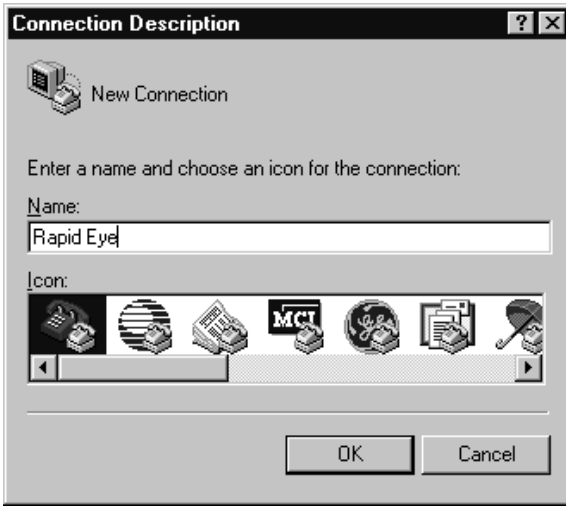 Connection Description
New Connection
Enter a name and choose an icon for the connection:
Name:
Rapid Eye
Icon:
MCI
OK
Cancel